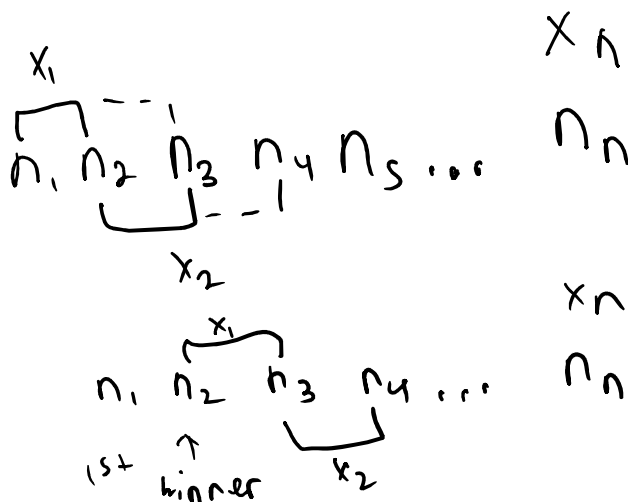 x₁ xₙ
n₁ n₂ n₃ n₄ n₅ ... nₙ
x₂
x₁ xₙ
n₁ n₂ n₃ n₄ ... nₙ
1st winner x₂